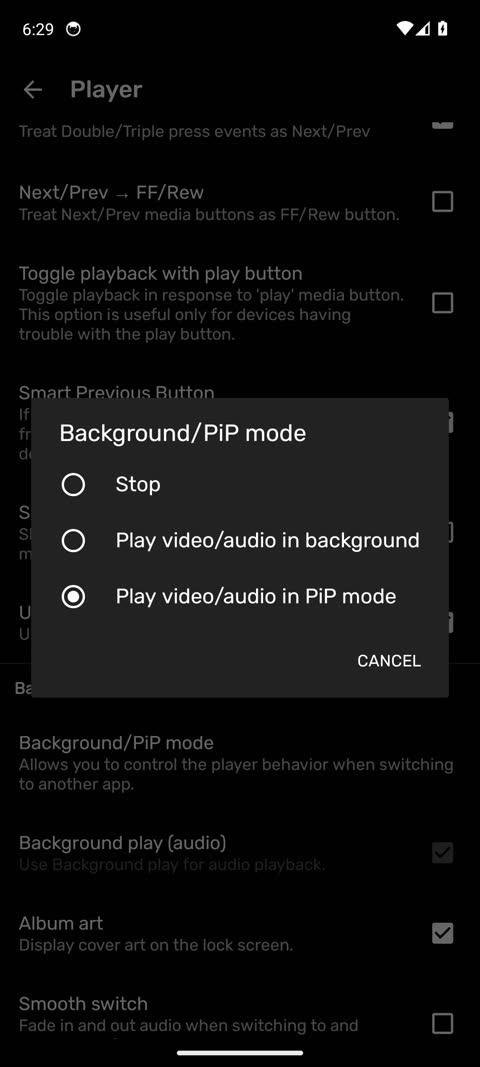 6:29
Player
Treat Double/Triple press events as Next/Prev
Next/Prev → FF/Rew
Treat Next/Prev media buttons as FF/Rew button.
Toggle playback with play button
Toggle playback in response to 'play' media button.
This option is useful only for devices having
trouble with the play button.
Smart Previous Button
If
Background/PiP mode
Stop
Play video/audio in background
Play video/audio in PiP mode
CANCEL
Background/PiP mode
Allows you to control the player behavior when switching
to another app.
Background play (audio)
Use Background play for audio playback.
Album art
Display cover art on the lock screen.
Smooth switch
Fade in and out audio when switching to and